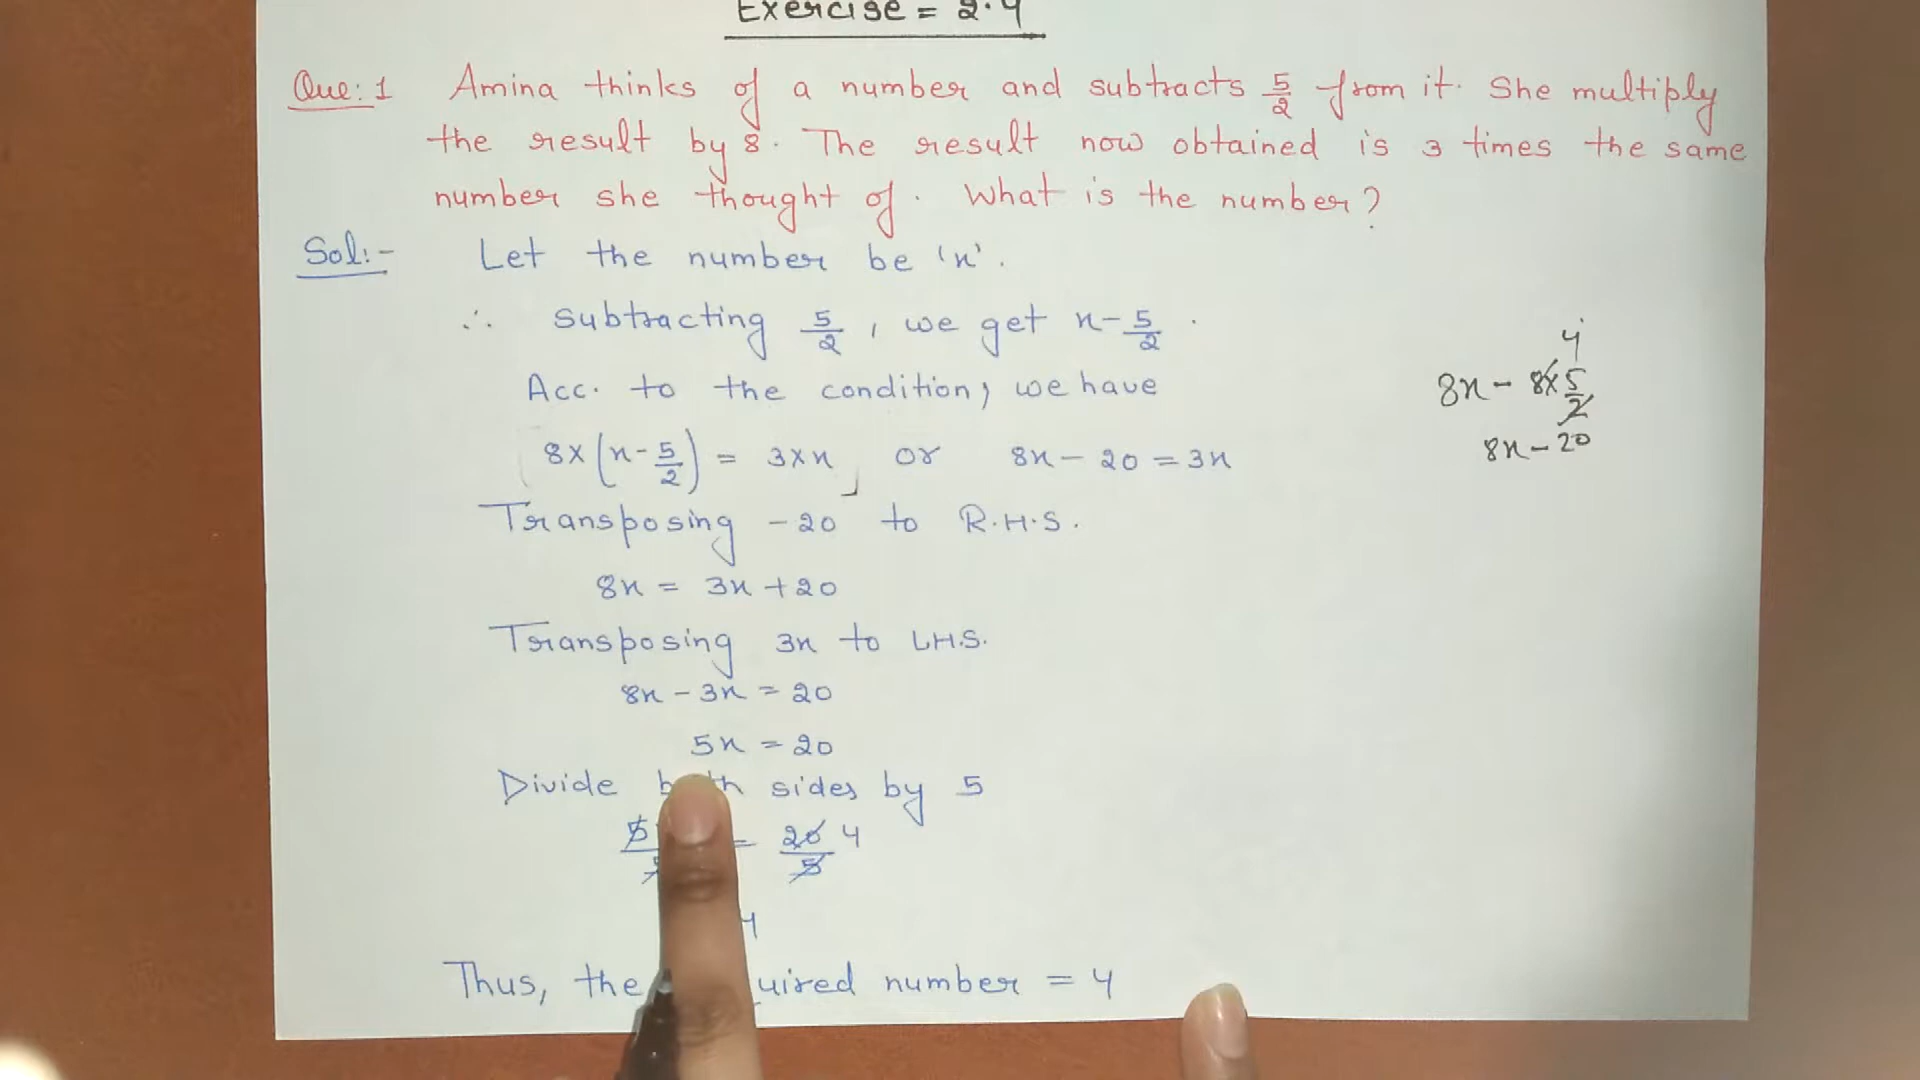 Exercise = 2.4
Que: 1 Amina thinks of a number and subtracts 5/2 from it. She multiply
the result by 8. The result now obtained is 3 times the same
number she thought of. What is the number?
Sol:- Let the number be 'x'.
∴ Subtracting 5/2, we get x - 5/2.
Acc. to the condition, we have
8 × (x - 5/2) = 3 × x, or 8x - 20 = 3x
Transposing -20 to R.H.S.
8x = 3x + 20
Transposing 3x to L.H.S.
8x - 3x = 20
5x = 20
Divide sides by 5
5 = 20/5 4
4
Thus, the number = 4
4
8x - 8 × 5/2
8x - 20